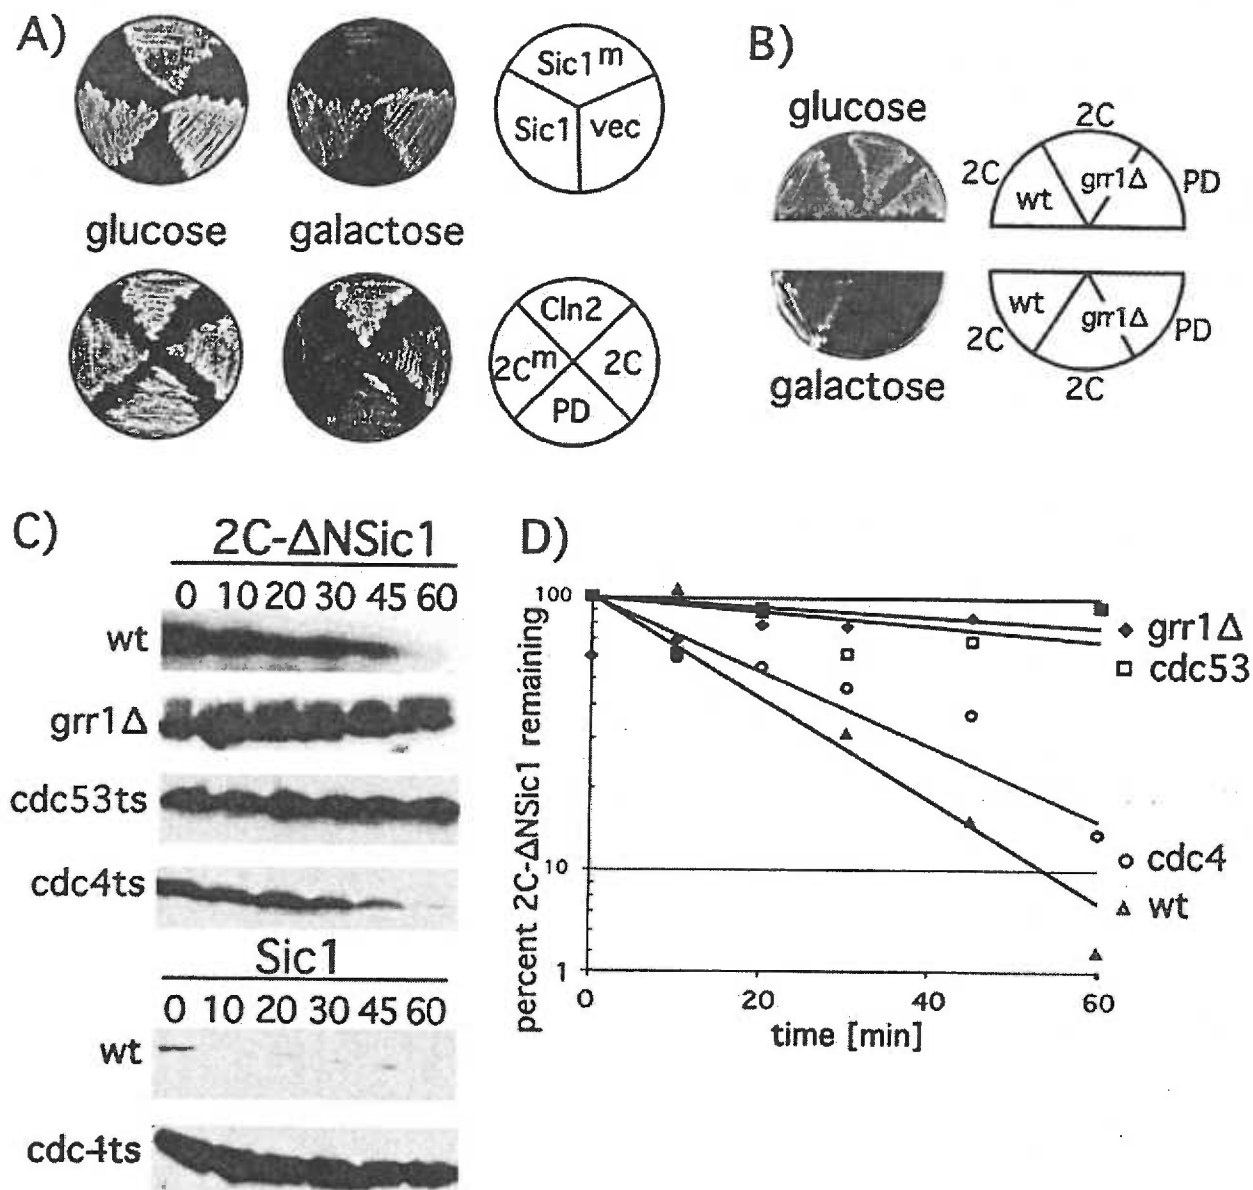 A)
Sic1 m
Sic1
vec
glucose
galactose
Cln2
2C m
2C
PD
B)
glucose
2C
2C
wt
grr1Δ
PD
wt
grr1Δ
2C
PD
2C
galactose
C)
2C-ΔNSic1
0 10 20 30 45 60
wt
grr1Δ
cdc53ts
cdc4ts
Sic1
0 10 20 30 45 60
wt
cdc4ts
D)
percent 2C-ΔNSic1 remaining
100
10
1
0
20
40
60
time [min]
grr1Δ
cdc53
cdc4
wt